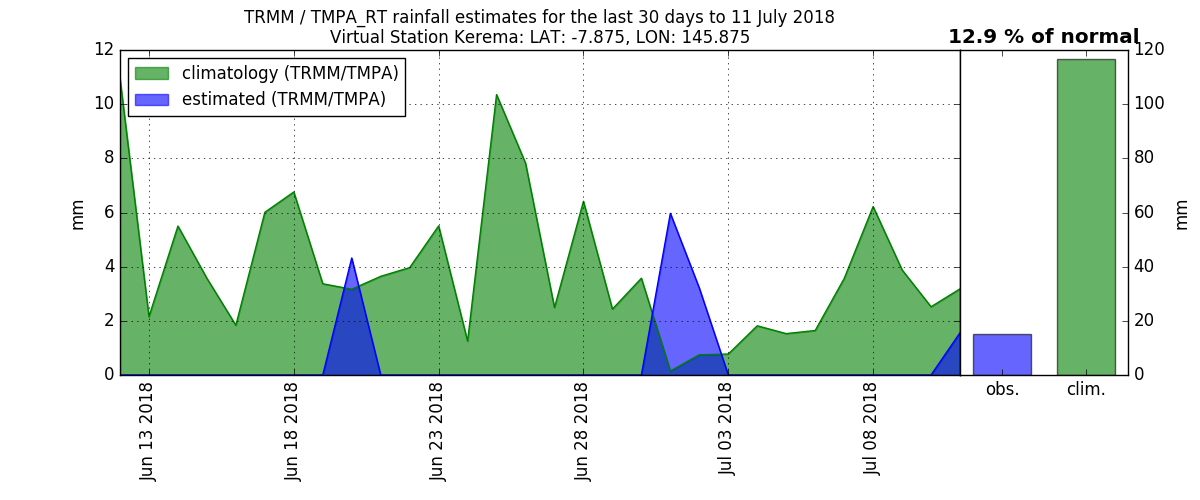 TRMM / TMPA_RT rainfall estimates for the last 30 days to 11 July 2018
Virtual Station Kerema: LAT: -7.875, LON: 145.875
12.9 % of normal
climatology (TRMM/TMPA)
estimated (TRMM/TMPA)
12
10
8
6
4
2
0
mm
120
100
80
60
40
20
0
mm
Jun 13 2018
Jun 18 2018
Jun 23 2018
Jun 28 2018
Jul 03 2018
Jul 08 2018
obs.
clim.